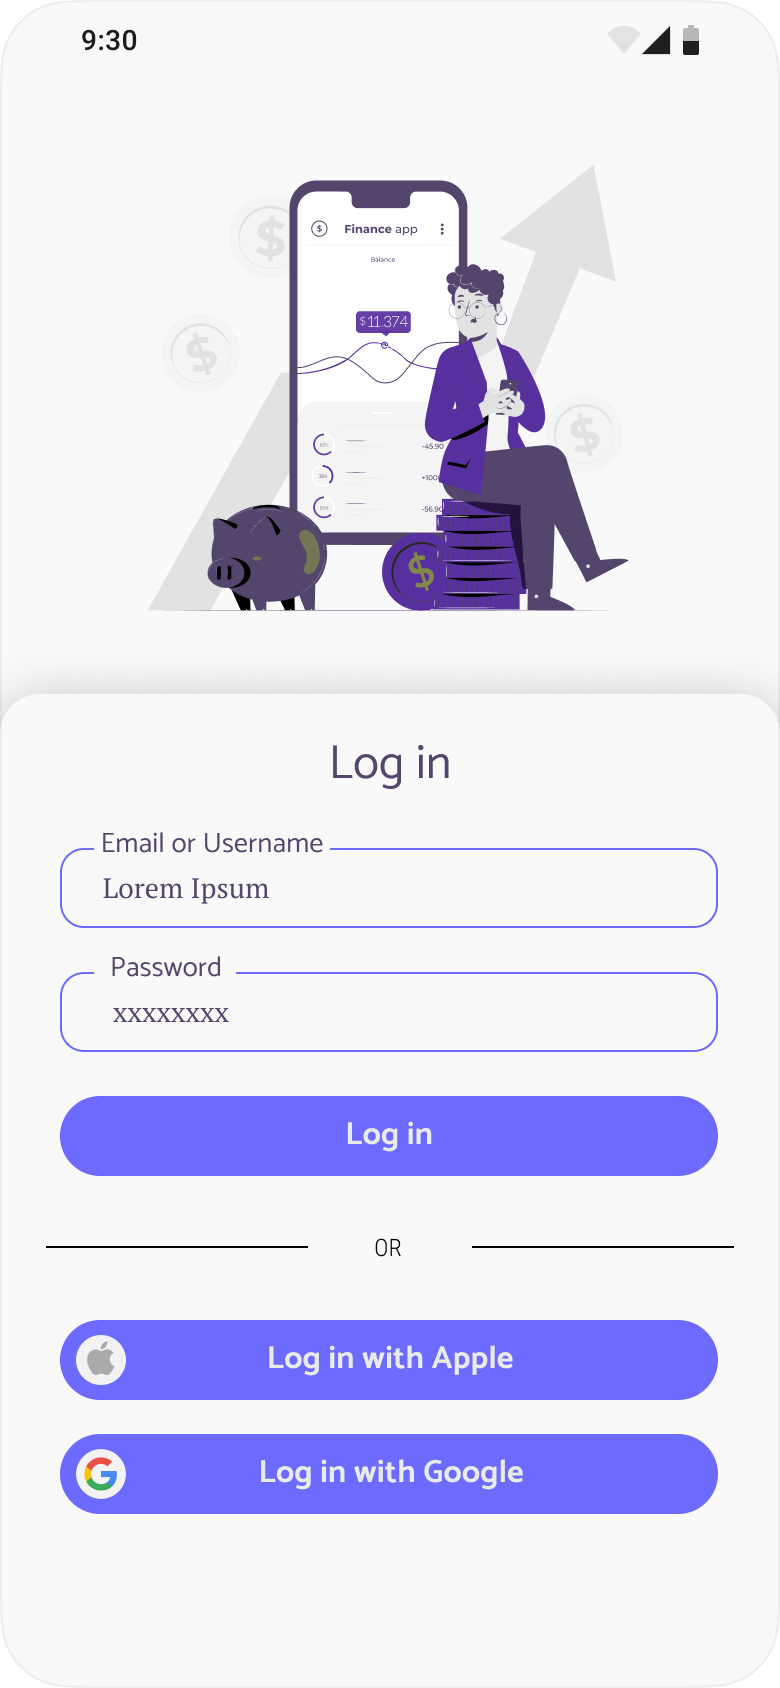 9:30
$
Finance app
Balance
$11.374
65%
-45.90
$
-56.90
$
Log in
Email or Username
Lorem Ipsum
Password
xxxxxxxx
Log in
OR
Log in with Apple
Log in with Google